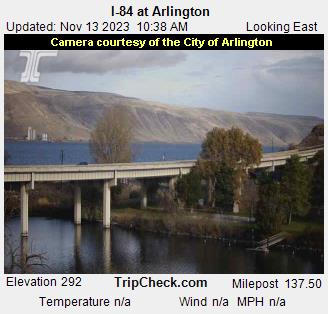 I-84 at Arlington
Updated: Nov 13 2023 10:38 AM Looking East
Camera courtesy of the City of Arlington
Elevation 292 TripCheck.com Milepost 137.50
Temperature n/a Wind n/a MPH n/a